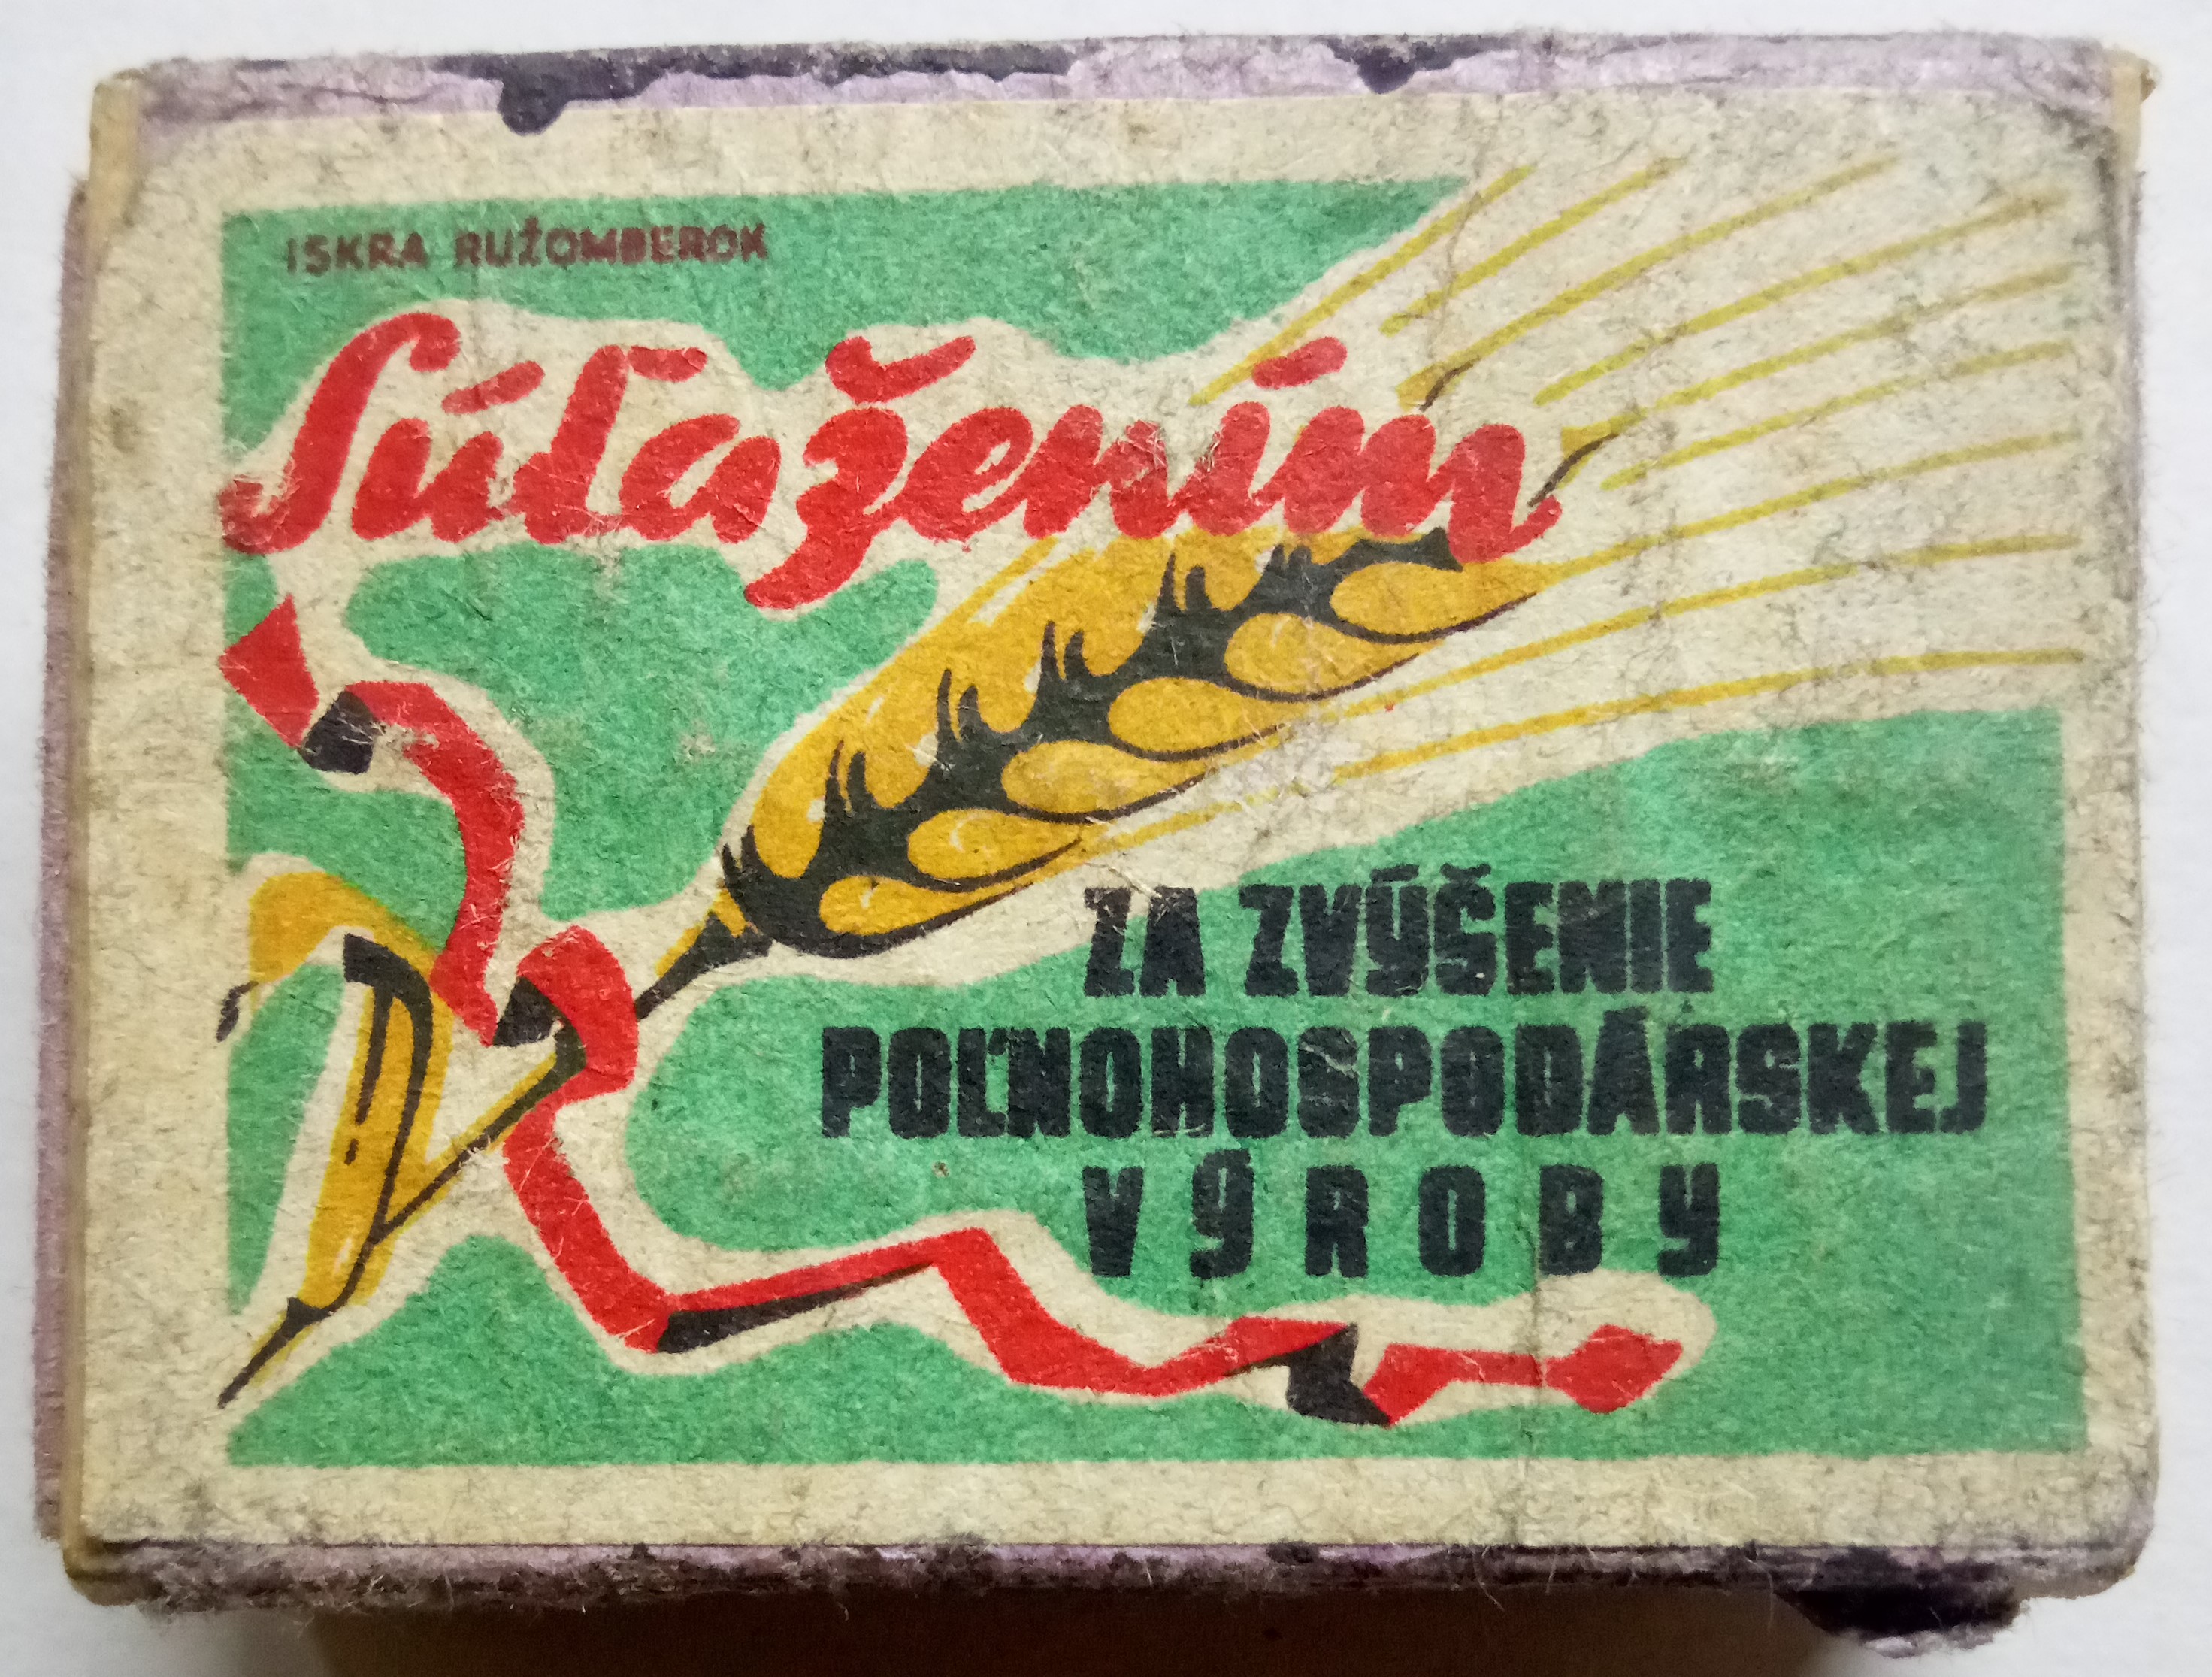 ISKRA RUŽOMBEROK
Súťažením
ZA ZVÝŠENIE
POĽNOHOSPODÁRSKEJ
VÝROBY